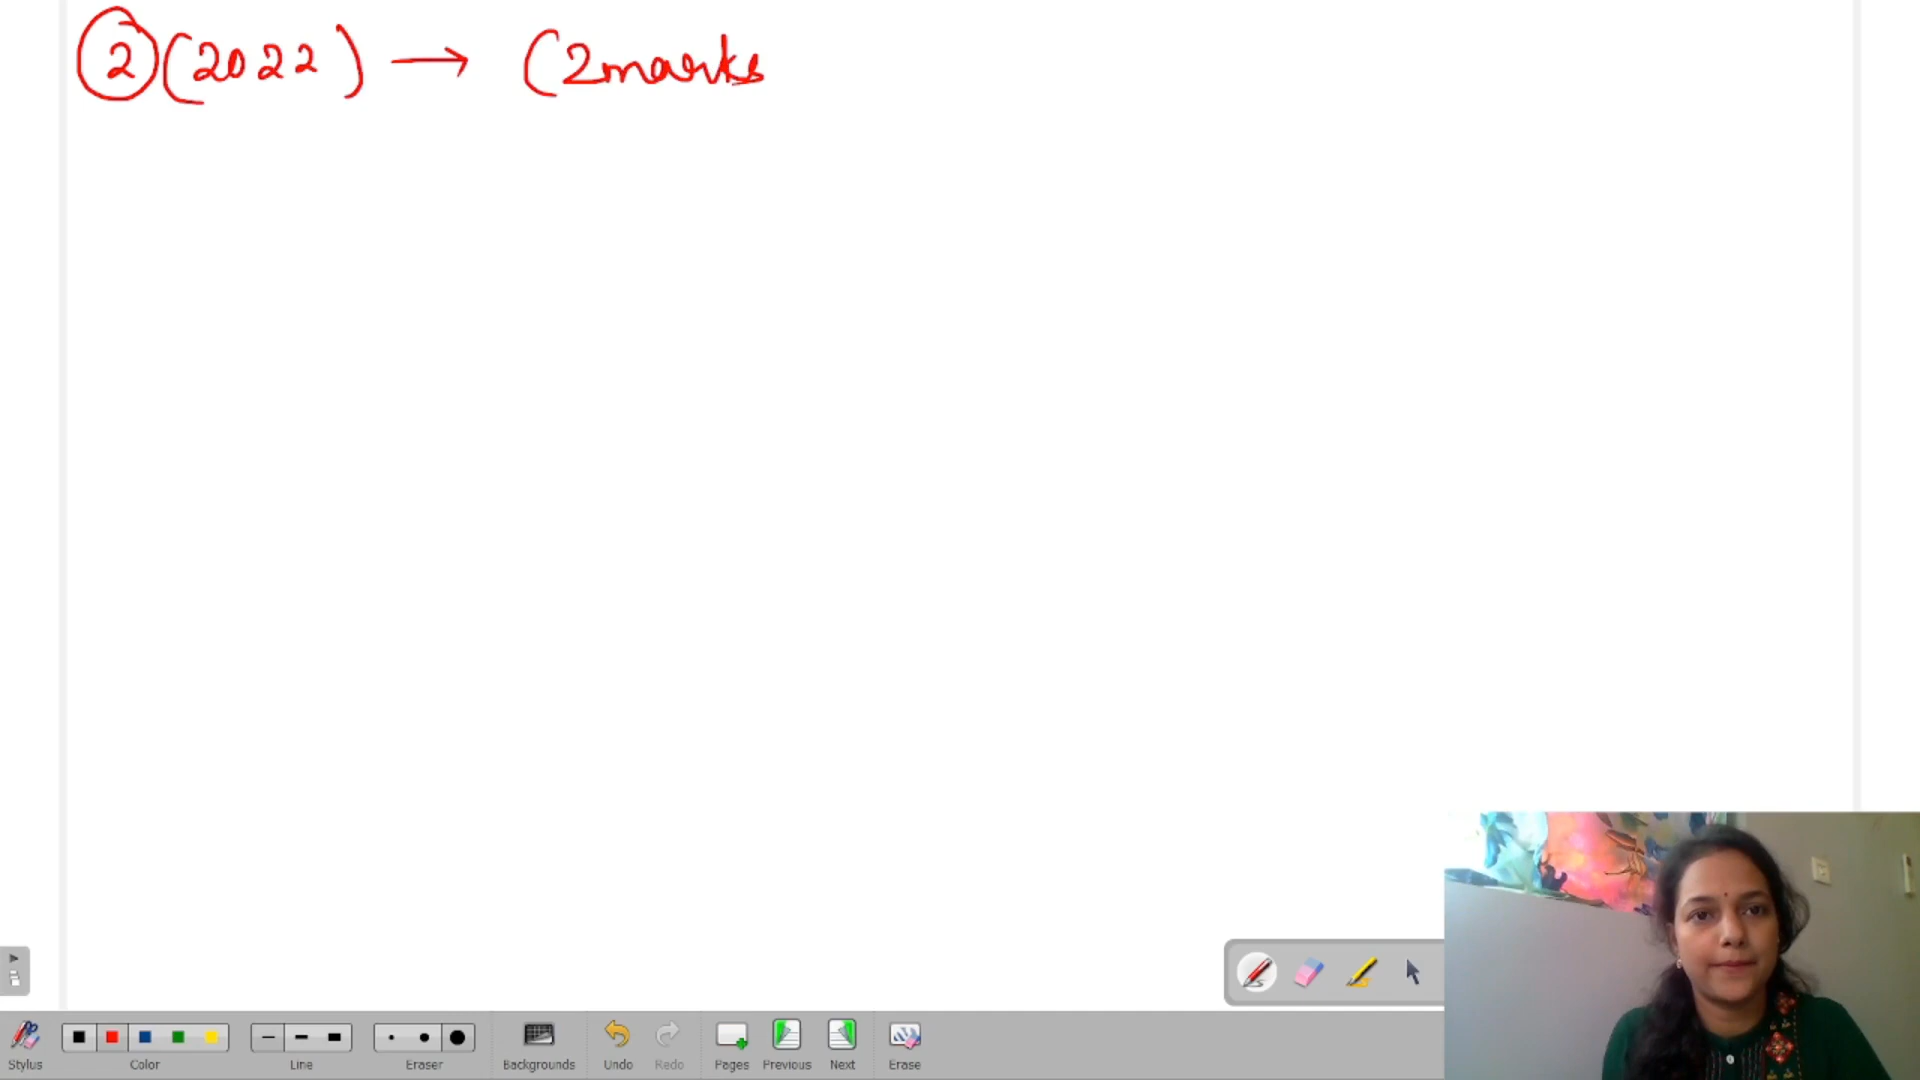 2 (2022) → (2marks
Stylus Color Line Eraser Backgrounds Undo Redo Pages Previous Next Erase